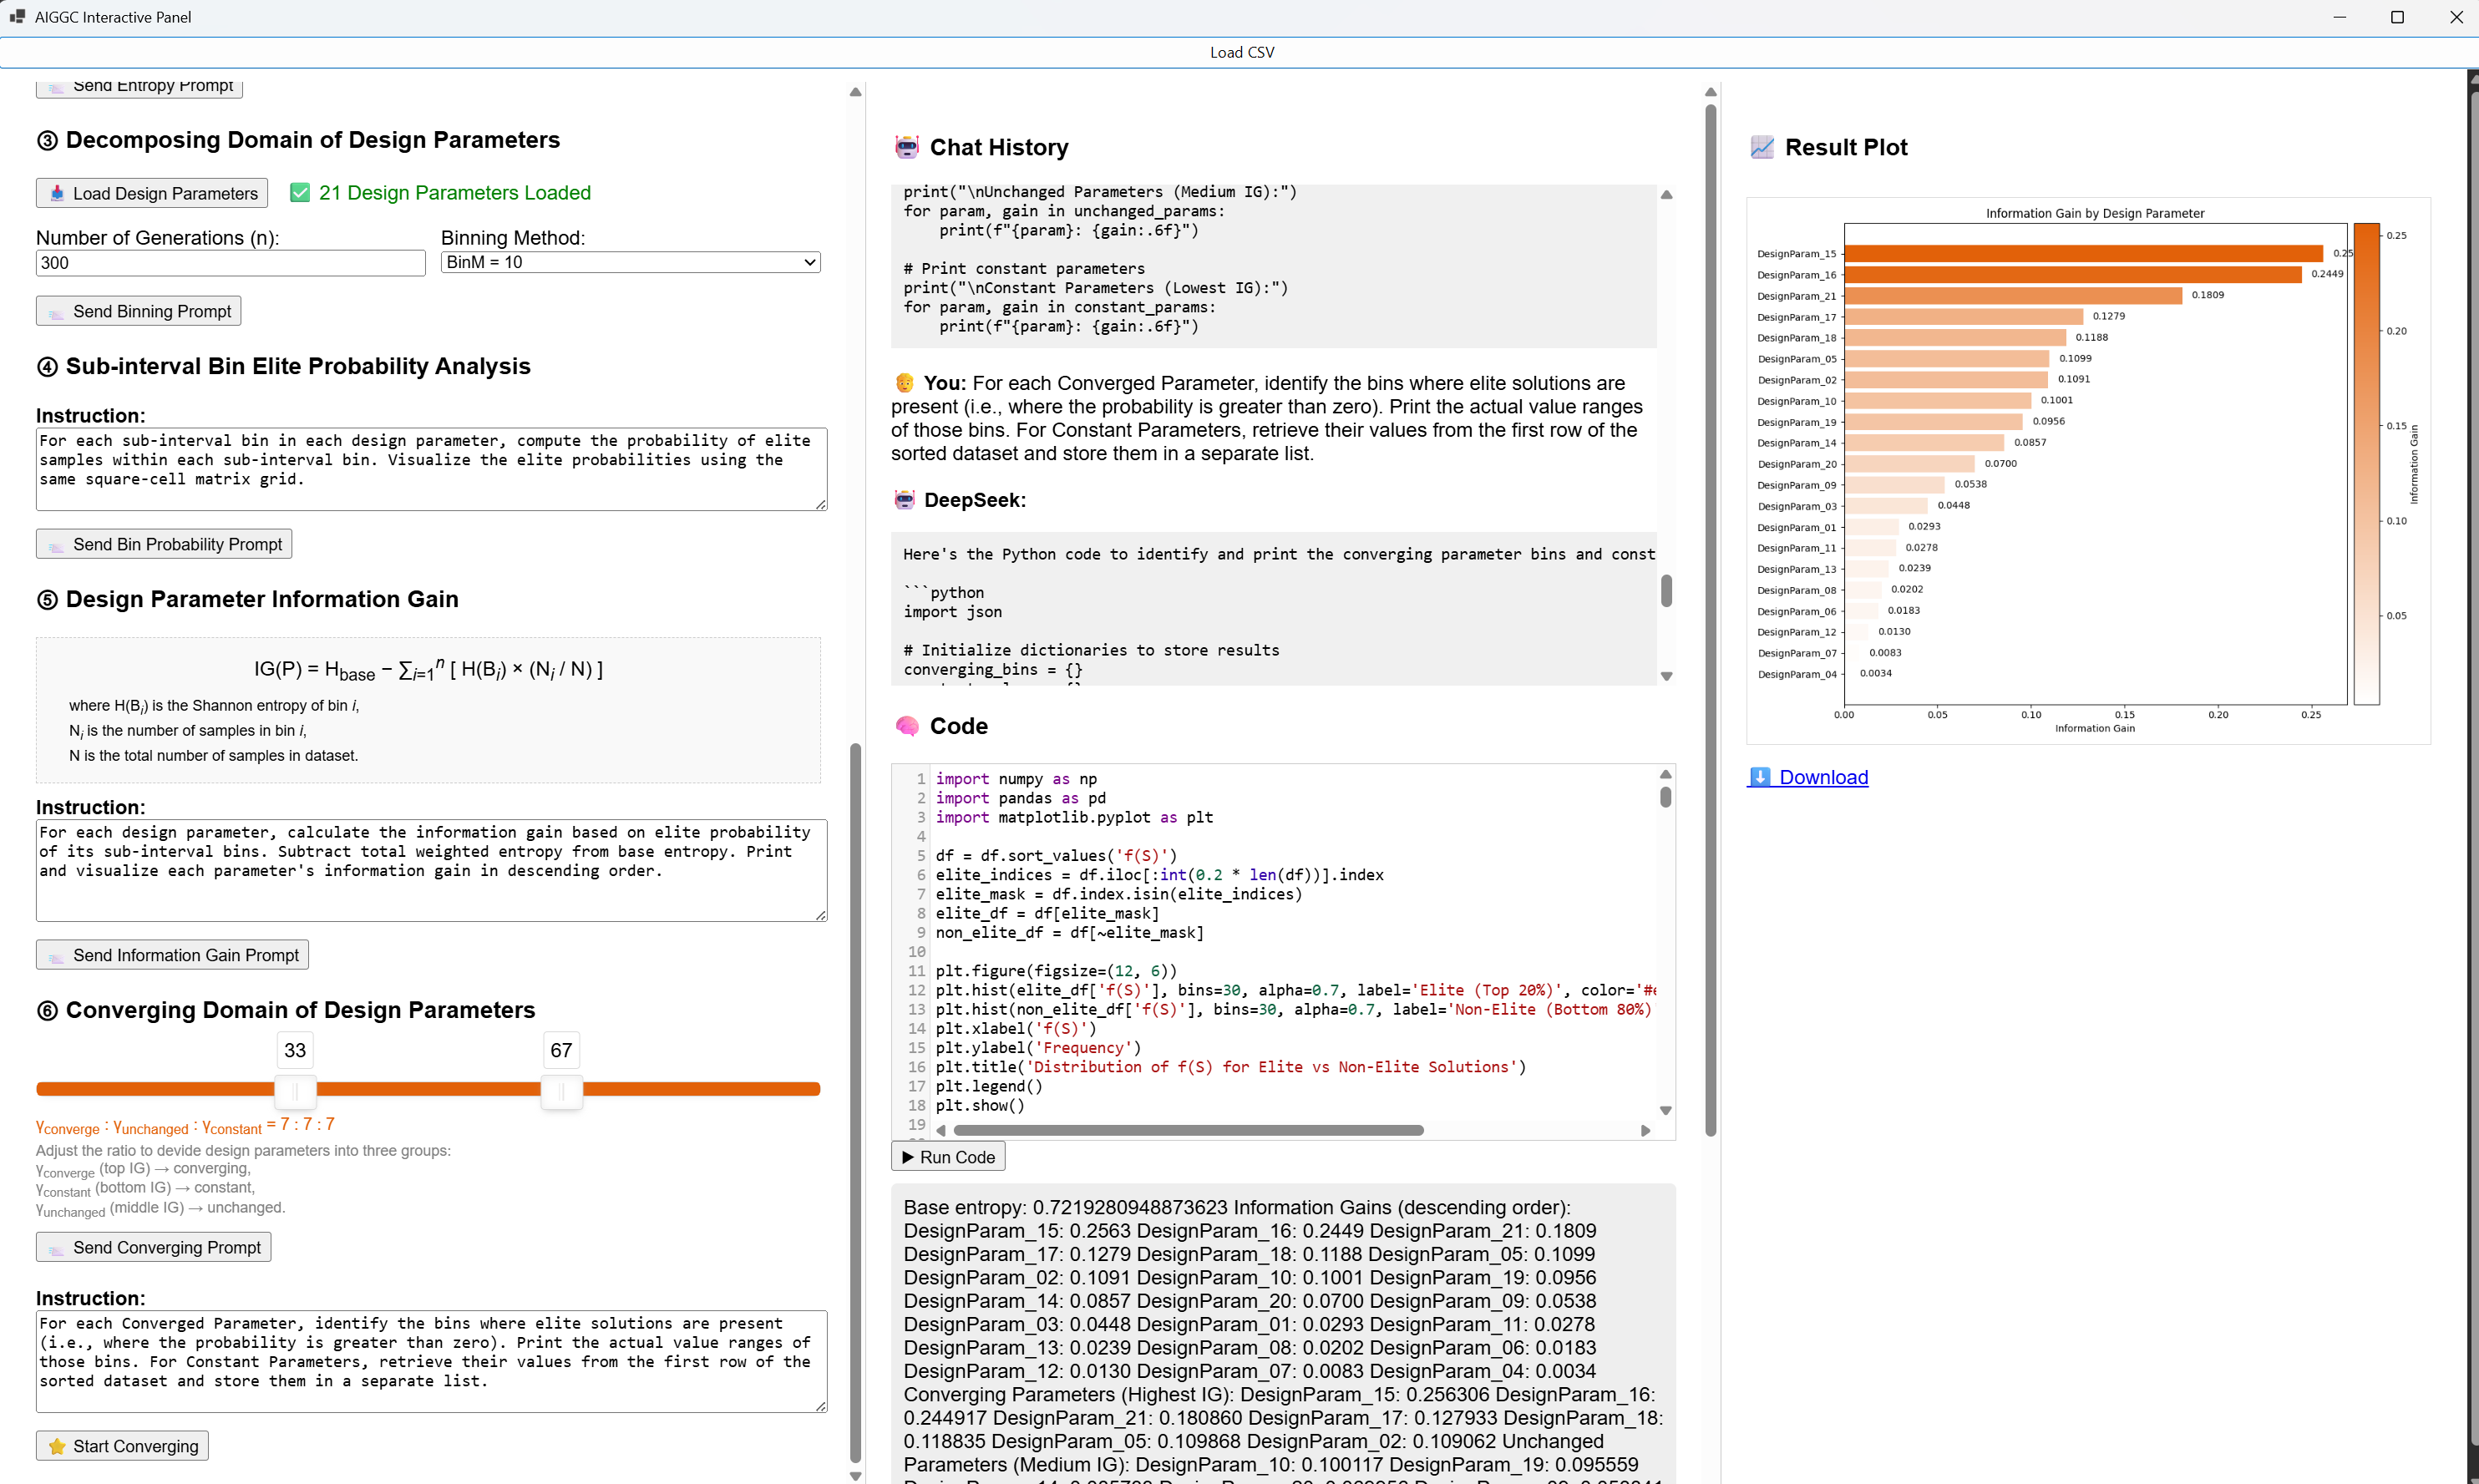 AIGGC Interactive Panel
Load CSV
Send Entropy Prompt
③ Decomposing Domain of Design Parameters
Load Design Parameters
21 Design Parameters Loaded
Number of Generations (n):
Binning Method:
300
BinM = 10
Send Binning Prompt
④ Sub-interval Bin Elite Probability Analysis
Instruction:
For each sub-interval bin in each design parameter, compute the probability of elite
samples within each sub-interval bin. Visualize the elite probabilities using the
same square-cell matrix grid.
Send Bin Probability Prompt
⑤ Design Parameter Information Gain
IG(P) = H_base − ∑_i=1^n [ H(B_i) × (N_i / N) ]
where H(B_i) is the Shannon entropy of bin i,
N_i is the number of samples in bin i,
N is the total number of samples in dataset.
Instruction:
For each design parameter, calculate the information gain based on elite probability
of its sub-interval bins. Subtract total weighted entropy from base entropy. Print
and visualize each parameter's information gain in descending order.
Send Information Gain Prompt
⑥ Converging Domain of Design Parameters
33
67
γ_converge : γ_unchanged : γ_constant = 7 : 7 : 7
Adjust the ratio to devide design parameters into three groups:
γ_converge (top IG) → converging,
γ_constant (bottom IG) → constant,
γ_unchanged (middle IG) → unchanged.
Send Converging Prompt
Instruction:
For each Converged Parameter, identify the bins where elite solutions are present
(i.e., where the probability is greater than zero). Print the actual value ranges of
those bins. For Constant Parameters, retrieve their values from the first row of the
sorted dataset and store them in a separate list.
Start Converging
Chat History
print("\nUnchanged Parameters (Medium IG):")
for param, gain in unchanged_params:
    print(f"{param}: {gain:.6f}")
# Print constant parameters
print("\nConstant Parameters (Lowest IG):")
for param, gain in constant_params:
    print(f"{param}: {gain:.6f}")
You: For each Converged Parameter, identify the bins where elite solutions are
present (i.e., where the probability is greater than zero). Print the actual value ranges
of those bins. For Constant Parameters, retrieve their values from the first row of the
sorted dataset and store them in a separate list.
DeepSeek:
Here's the Python code to identify and print the converging parameter bins and const
```python
import json
# Initialize dictionaries to store results
converging_bins = {}
Code
1 import numpy as np
2 import pandas as pd
3 import matplotlib.pyplot as plt
4
5 df = df.sort_values('f(S)')
6 elite_indices = df.iloc[:int(0.2 * len(df))].index
7 elite_mask = df.index.isin(elite_indices)
8 elite_df = df[elite_mask]
9 non_elite_df = df[~elite_mask]
10
11 plt.figure(figsize=(12, 6))
12 plt.hist(elite_df['f(S)'], bins=30, alpha=0.7, label='Elite (Top 20%)', color='#e
13 plt.hist(non_elite_df['f(S)'], bins=30, alpha=0.7, label='Non-Elite (Bottom 80%)
14 plt.xlabel('f(S)')
15 plt.ylabel('Frequency')
16 plt.title('Distribution of f(S) for Elite vs Non-Elite Solutions')
17 plt.legend()
18 plt.show()
19
▶ Run Code
Base entropy: 0.7219280948873623 Information Gains (descending order):
DesignParam_15: 0.2563 DesignParam_16: 0.2449 DesignParam_21: 0.1809
DesignParam_17: 0.1279 DesignParam_18: 0.1188 DesignParam_05: 0.1099
DesignParam_02: 0.1091 DesignParam_10: 0.1001 DesignParam_19: 0.0956
DesignParam_14: 0.0857 DesignParam_20: 0.0700 DesignParam_09: 0.0538
DesignParam_03: 0.0448 DesignParam_01: 0.0293 DesignParam_11: 0.0278
DesignParam_13: 0.0239 DesignParam_08: 0.0202 DesignParam_06: 0.0183
DesignParam_12: 0.0130 DesignParam_07: 0.0083 DesignParam_04: 0.0034
Converging Parameters (Highest IG): DesignParam_15: 0.256306 DesignParam_16:
0.244917 DesignParam_21: 0.180860 DesignParam_17: 0.127933 DesignParam_18:
0.118835 DesignParam_05: 0.109868 DesignParam_02: 0.109062 Unchanged
Parameters (Medium IG): DesignParam_10: 0.100117 DesignParam_19: 0.095559
Result Plot
Information Gain by Design Parameter
DesignParam_15 0.25
DesignParam_16 0.2449
DesignParam_21 0.1809
DesignParam_17 0.1279
DesignParam_18 0.1188
DesignParam_05 0.1099
DesignParam_02 0.1091
DesignParam_10 0.1001
DesignParam_19 0.0956
DesignParam_14 0.0857
DesignParam_20 0.0700
DesignParam_09 0.0538
DesignParam_03 0.0448
DesignParam_01 0.0293
DesignParam_11 0.0278
DesignParam_13 0.0239
DesignParam_08 0.0202
DesignParam_06 0.0183
DesignParam_12 0.0130
DesignParam_07 0.0083
DesignParam_04 0.0034
0.00 0.05 0.10 0.15 0.20 0.25
Information Gain
0.25
0.20
0.15
0.10
0.05
Information Gain
Download